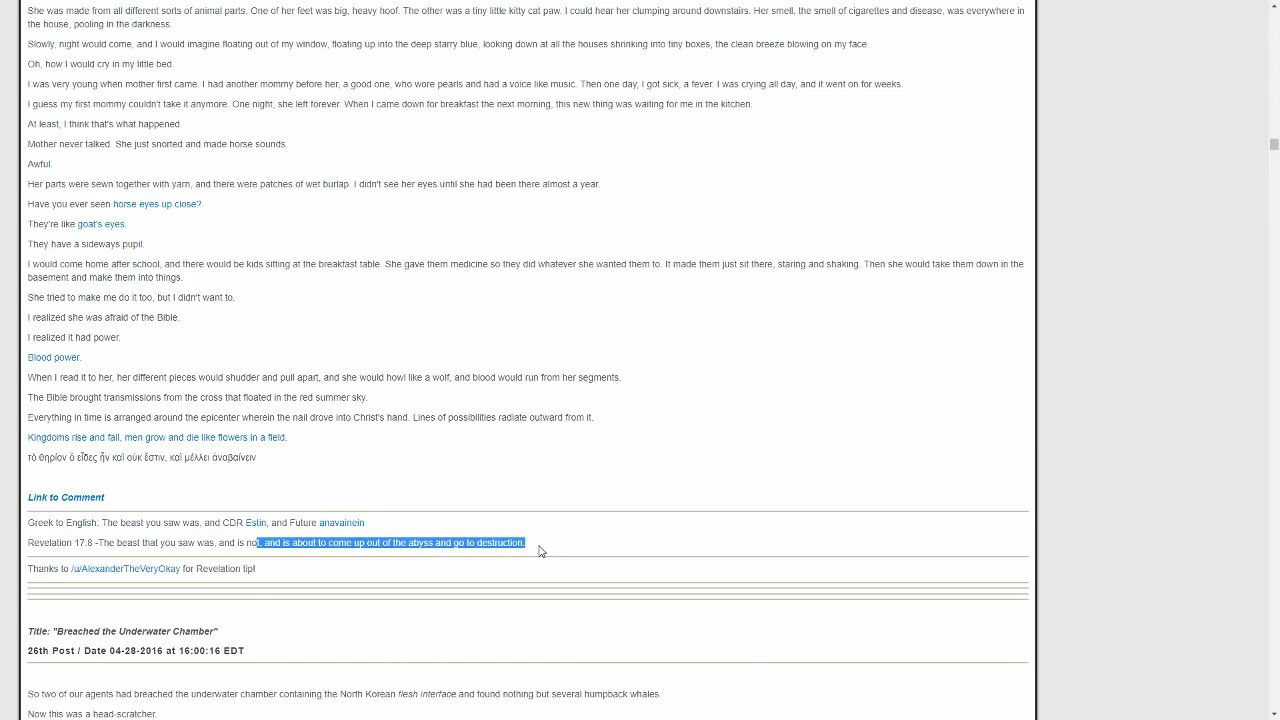 She was made from all different sorts of animal parts. One of her feet was big, heavy hoof. The other was a tiny little kitty cat paw. I could hear her clumping around downstairs. Her smell, the smell of cigarettes and disease, was everywhere in
the house, pooling in the darkness.
Slowly, night would come, and I would imagine floating out of my window, floating up into the deep starry blue, looking down at all the houses shrinking into tiny boxes, the clean breeze blowing on my face.
Oh, how I would cry in my little bed.
I was very young when mother first came. I had another mommy before her, a good one, who wore pearls and had a voice like music. Then one day, I got sick, a fever. I was crying all day, and it went on for weeks.
I guess my first mommy couldn't take it anymore. One night, she left forever. When I came down for breakfast the next morning, this new thing was waiting for me in the kitchen.
At least, I think that's what happened.
Mother never talked. She just snorted and made horse sounds.
Awful.
Her parts were sewn together with yarn, and there were patches of wet burlap. I didn't see her eyes until she had been there almost a year.
Have you ever seen horse eyes up close?
They're like goat's eyes.
They have a sideways pupil.
I would come home after school, and there would be kids sitting at the breakfast table. She gave them medicine so they did whatever she wanted them to. It made them just sit there, staring and shaking. Then she would take them down in the
basement and make them into things.
She tried to make me do it too, but I didn't want to.
I realized she was afraid of the Bible.
I realized it had power.
Blood power.
When I read it to her, her different pieces would shudder and pull apart, and she would howl like a wolf, and blood would run from her segments.
The Bible brought transmissions from the cross that floated in the red summer sky.
Everything in time is arranged around the epicenter wherein the nail drove into Christ's hand. Lines of possibilities radiate outward from it.
Kingdoms rise and fall, men grow and die like flowers in a field.
τὸ θηρίον ὃ εἶδες ἦν καὶ οὐκ ἔστιν, καὶ μέλλει ἀναβαίνειν
Link to Comment
Greek to English: The beast you saw was, and CDR Estin, and Future anavainein
Revelation 17:8 -The beast that you saw was, and is not, and is about to come up out of the abyss and go to destruction.
Thanks to /u/AlexanderTheVeryOkay for Revelation tip!
Title: "Breached the Underwater Chamber"
26th Post / Date 04-28-2016 at 16:00:16 EDT
So two of our agents had breached the underwater chamber containing the North Korean flesh interface and found nothing but several humpback whales.
Now this was a head-scratcher.